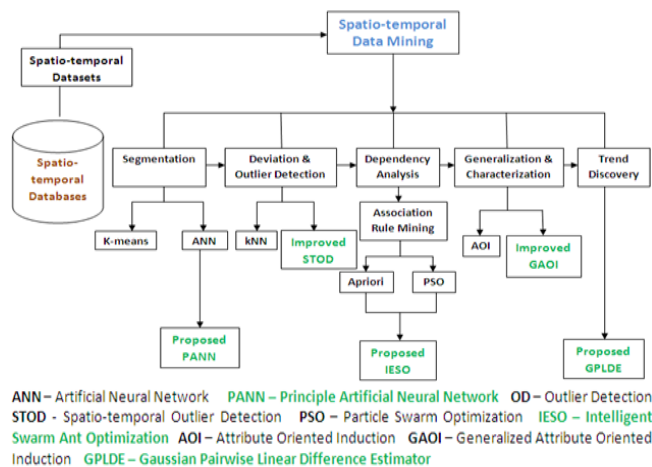 Spatio-temporal
Data Mining
Spatio-temporal
Datasets
Spatio-
temporal
Databases
Segmentation
Deviation &
Outlier Detection
Dependency
Analysis
Generalization &
Characterization
Trend
Discovery
Association
Rule Mining
K-means
ANN
kNN
Improved
STOD
AOI
Improved
GAOI
Apriori
PSO
Proposed
PANN
Proposed
IESO
Proposed
GPLDE
ANN – Artificial Neural Network PANN – Principle Artificial Neural Network OD – Outlier Detection
STOD - Spatio-temporal Outlier Detection PSO – Particle Swarm Optimization IESO – Intelligent
Swarm Ant Optimization AOI – Attribute Oriented Induction GAOI – Generalized Attribute Oriented
Induction GPLDE – Gaussian Pairwise Linear Difference Estimator